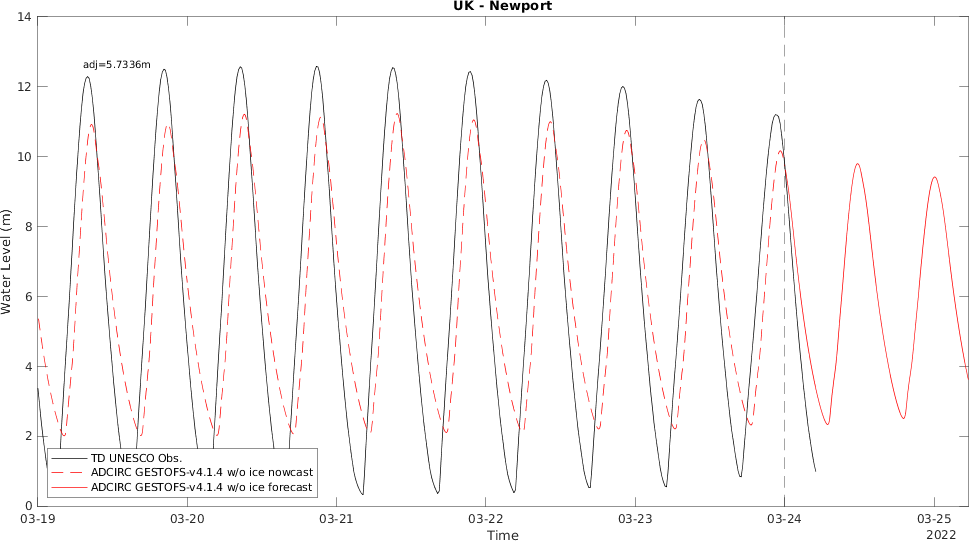 UK - Newport
14
12
10
8
6
4
2
0
Water Level (m)
adj=5.7336m
TD UNESCO Obs.
ADCIRC GESTOFS-v4.1.4 w/o ice nowcast
ADCIRC GESTOFS-v4.1.4 w/o ice forecast
03-19 03-20 03-21 03-22 03-23 03-24 03-25
Time 2022